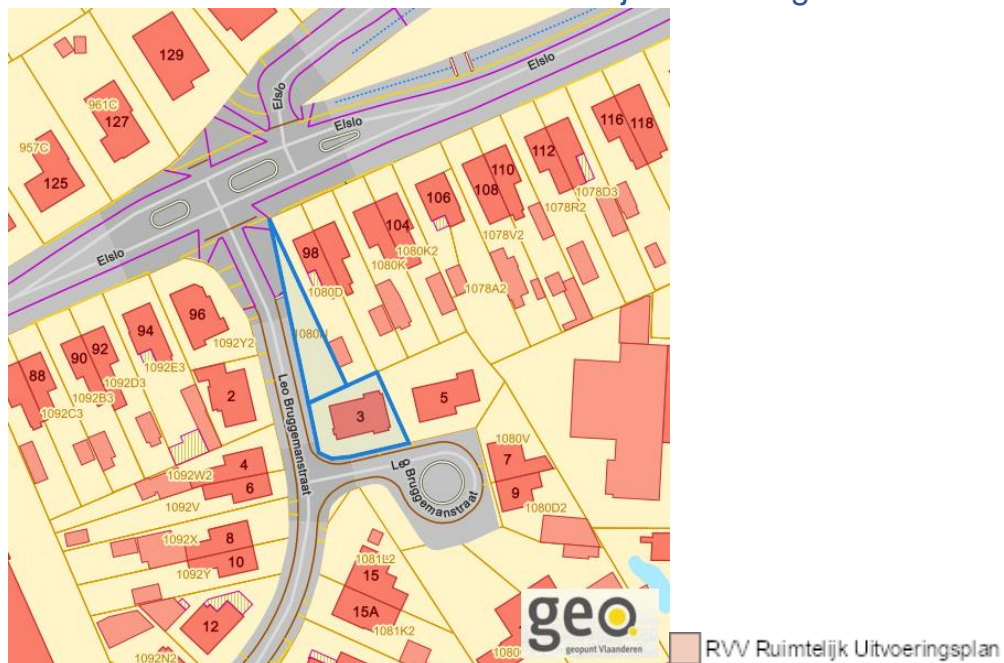 129
Elslo
Elslo
961C
127
Elslo
116
118
957C
125
112
110
106
108
1078D3
1078R2
104
98
1080K2
1078V2
1080K
Elslo
1078A2
1080D
96
94
1092Y2
92
90
1092E3
88
1092D3
1092B3
1092C3
2
Leo Bruggemanstraat
3
5
1080V
7
Leo Bruggemanstraat
4
6
1092W2
9
1080D2
1092V
8
1092X
10
1092Y
1081L2
15
15A
1081K2
12
1092N2
geo.
geopunt Vlaanderen
RVV Ruimtelijk Uitvoeringsplan